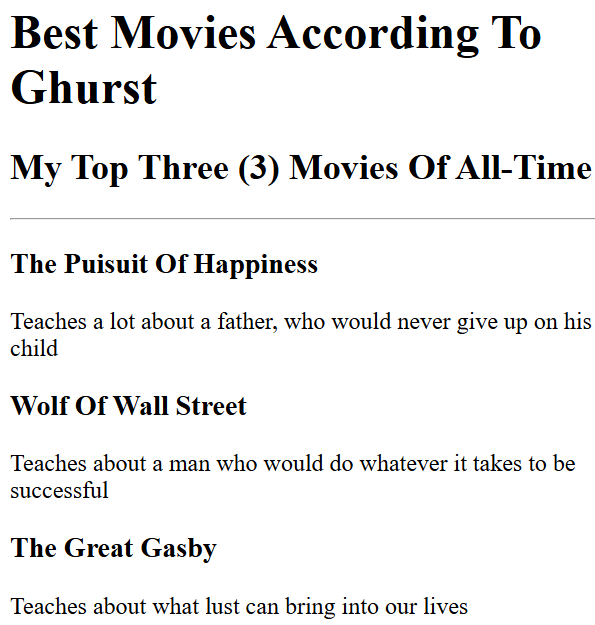 Best Movies According To
Ghurst
My Top Three (3) Movies Of All-Time
The Puisuit Of Happiness
Teaches a lot about a father, who would never give up on his
child
Wolf Of Wall Street
Teaches about a man who would do whatever it takes to be
successful
The Great Gasby
Teaches about what lust can bring into our lives